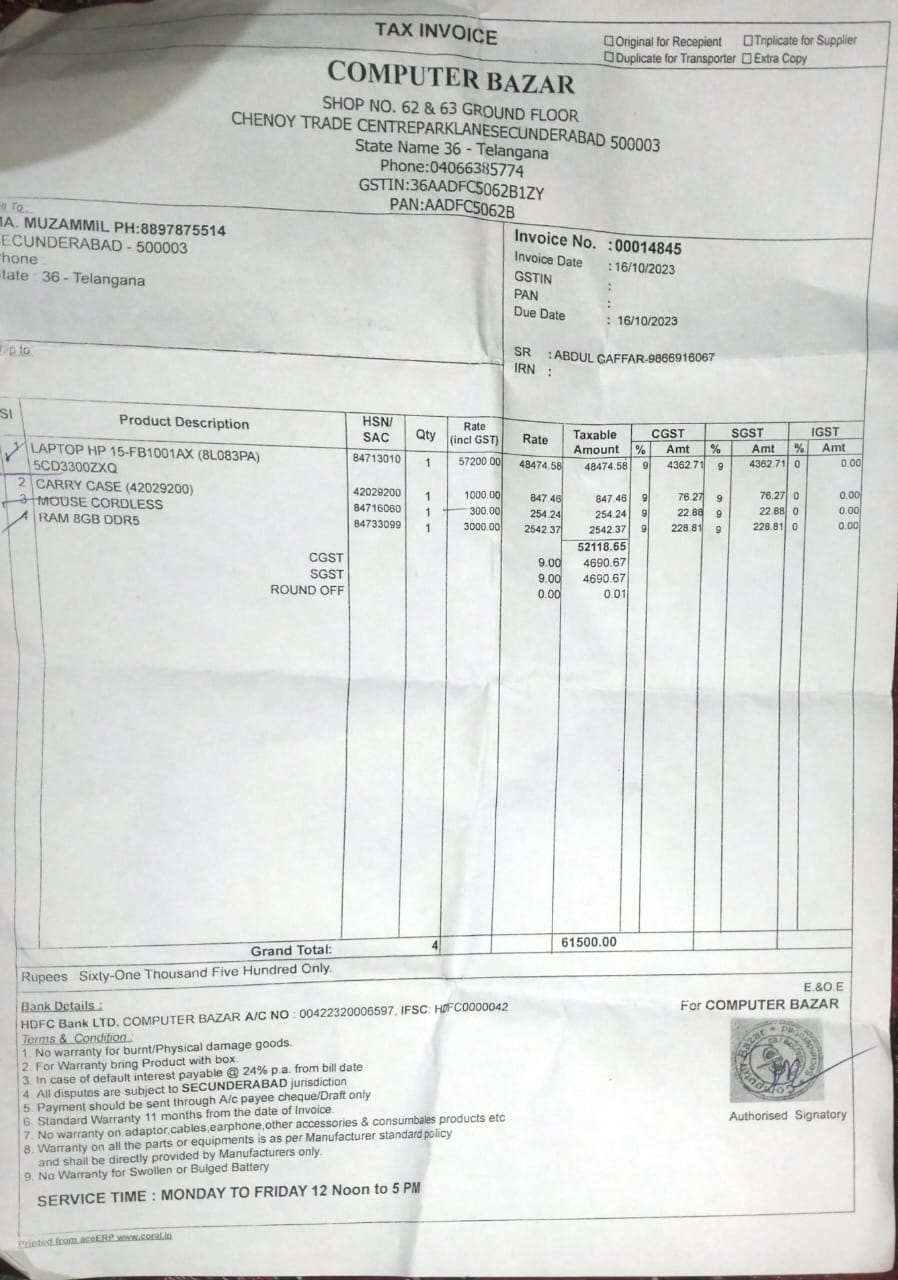 TAX INVOICE
☐ Original for Recepient ☐ Triplicate for Supplier
☐ Duplicate for Transporter ☐ Extra Copy
COMPUTER BAZAR
SHOP NO. 62 & 63 GROUND FLOOR
CHENOY TRADE CENTREPARKLANESECUNDERABAD 500003
State Name 36 - Telangana
Phone:04066385774
GSTIN:36AADFC5062B1ZY
PAN:AADFC5062B
To
A. MUZAMMIL PH:8897875514
ECUNDERABAD - 500003
hone
tate : 36 - Telangana
ip to:
Invoice No. :00014845
Invoice Date : 16/10/2023
GSTIN :
PAN :
Due Date : 16/10/2023
SR : ABDUL GAFFAR-9866916067
IRN :
Sl Product Description HSN/ SAC Qty Rate (incl GST) Rate Taxable Amount CGST % Amt SGST % Amt IGST % Amt
1 LAPTOP HP 15-FB1001AX (8L083PA) 84713010 1 57200.00 48474.58 48474.58 9 4362.71 9 4362.71 0 0.00
5CD3300ZXQ
2 CARRY CASE (42029200) 42029200 1 1000.00 847.46 847.46 9 76.27 9 76.27 0 0.00
3 MOUSE CORDLESS 84716060 1 300.00 254.24 254.24 9 22.88 9 22.88 0 0.00
4 RAM 8GB DDR5 84733099 1 3000.00 2542.37 2542.37 9 228.81 9 228.81 0 0.00
52118.65
CGST 9.00 4690.67
SGST 9.00 4690.67
ROUND OFF 0.00 0.01
Grand Total: 4 61500.00
Rupees Sixty-One Thousand Five Hundred Only.
E.&O.E
Bank Details :
HDFC Bank LTD. COMPUTER BAZAR A/C NO : 00422320006597, IFSC: HDFC0000042
For COMPUTER BAZAR
Terms & Condition :
1. No warranty for burnt/Physical damage goods.
2. For Warranty bring Product with box.
3. In case of default interest payable @ 24% p.a. from bill date
4 All disputes are subject to SECUNDERABAD jurisdiction
5 Payment should be sent through A/c payee cheque/Draft only
6. Standard Warranty 11 months from the date of Invoice.
7. No warranty on adaptor,cables,earphone,other accessories & consumbales products etc
8. Warranty on all the parts or equipments is as per Manufacturer standard policy
and shall be directly provided by Manufacturers only.
9. No Warranty for Swollen or Bulged Battery
Computer Bazar
Authorised Signatory
SERVICE TIME : MONDAY TO FRIDAY 12 Noon to 5 PM
Printed from aceERP www.coral.in